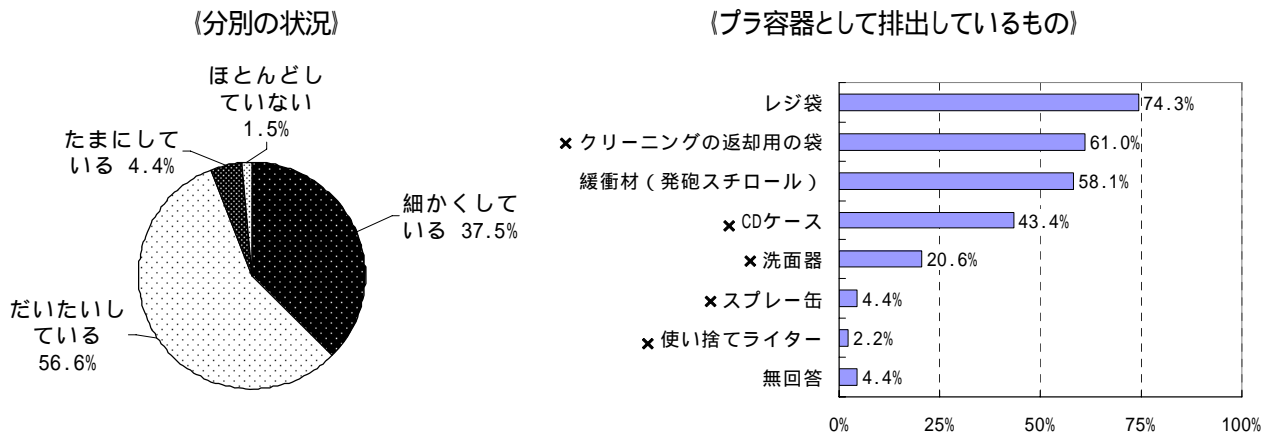 《分別の状況》
ほとんどし
ていない
1.5%
たまにして
いる 4.4%
細かくして
いる 37.5%
だいたいし
ている
56.6%
《プラ容器として排出しているもの》
レジ袋 74.3%
×クリーニングの返却用の袋 61.0%
緩衝材(発砲スチロール) 58.1%
×CDケース 43.4%
×洗面器 20.6%
×スプレー缶 4.4%
×使い捨てライター 2.2%
無回答 4.4%
0% 25% 50% 75% 100%